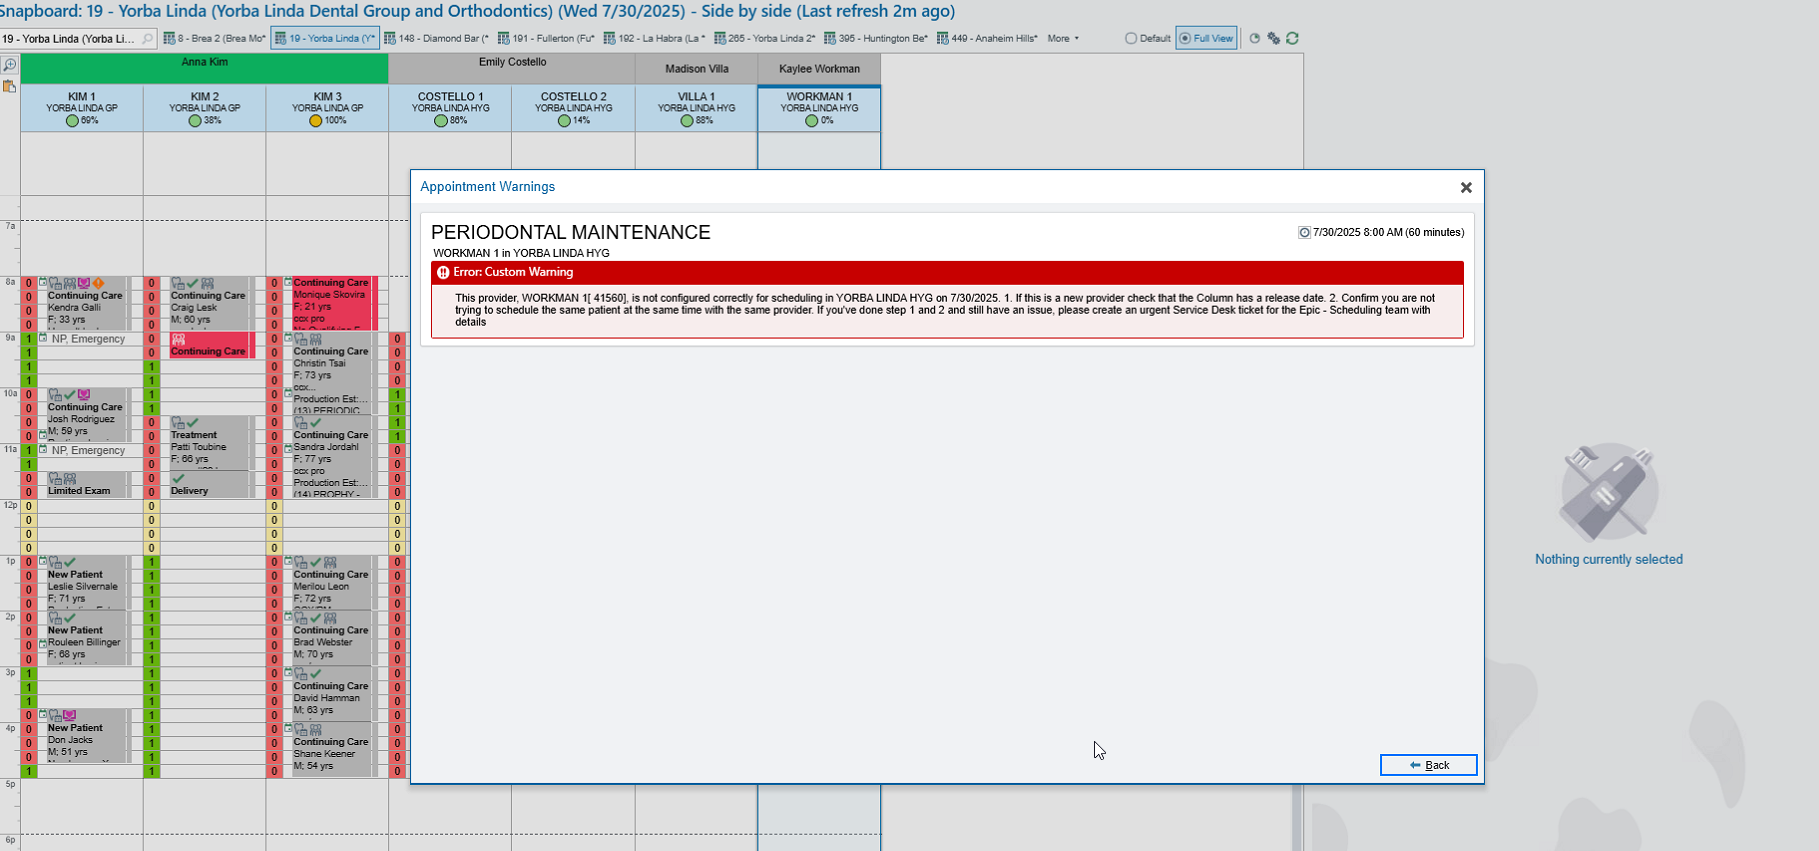 Snapboard: 19 - Yorba Linda (Yorba Linda Dental Group and Orthodontics) (Wed 7/30/2025) - Side by side (Last refresh 2m ago)
19 - Yorba Linda (Yorba Li...
8 - Brea 2 (Brea Mo*
19 - Yorba Linda (Y*
148 - Diamond Bar (*
191 - Fullerton (Fu*
192 - La Habra (La *
265 - Yorba Linda 2*
395 - Huntington Be*
449 - Anaheim Hills*
More
Default
Full View
Anna Kim
Emily Costello
Madison Villa
Kaylee Workman
KIM 1
YORBA LINDA GP
69%
KIM 2
YORBA LINDA GP
38%
KIM 3
YORBA LINDA GP
100%
COSTELLO 1
YORBA LINDA HYG
86%
COSTELLO 2
YORBA LINDA HYG
14%
VILLA 1
YORBA LINDA HYG
88%
WORKMAN 1
YORBA LINDA HYG
0%
7a
8a
9a
10a
11a
12p
1p
2p
3p
4p
5p
6p
Continuing Care
Kendra Galli
F; 33 yrs
NP, Emergency
Continuing Care
Josh Rodriguez
M; 59 yrs
NP, Emergency
Limited Exam
New Patient
Leslie Silvernale
F; 71 yrs
New Patient
Rouleen Billinger
F; 68 yrs
New Patient
Don Jacks
M; 51 yrs
Continuing Care
Craig Lesk
M; 60 yrs
Continuing Care
Treatment
Patti Toubine
F; 66 yrs
Delivery
Continuing Care
Monique Skovira
F; 21 yrs
ccx pro
Continuing Care
Christin Tsai
F; 73 yrs
ccx...
Production Est:...
(13) PERIODIC
Continuing Care
Sandra Jordahl
F; 77 yrs
ccx pro
Production Est:...
(14) PROPHY -
Continuing Care
Merilou Leon
F; 72 yrs
Continuing Care
Brad Webster
M; 70 yrs
Continuing Care
David Hamman
M; 63 yrs
Continuing Care
Shane Keener
M; 54 yrs
Appointment Warnings
PERIODONTAL MAINTENANCE
7/30/2025 8:00 AM (60 minutes)
WORKMAN 1 in YORBA LINDA HYG
Error: Custom Warning
This provider, WORKMAN 1[ 41560], is not configured correctly for scheduling in YORBA LINDA HYG on 7/30/2025. 1. If this is a new provider check that the Column has a release date. 2. Confirm you are not
trying to schedule the same patient at the same time with the same provider. If you've done step 1 and 2 and still have an issue, please create an urgent Service Desk ticket for the Epic - Scheduling team with
details
Back
Nothing currently selected